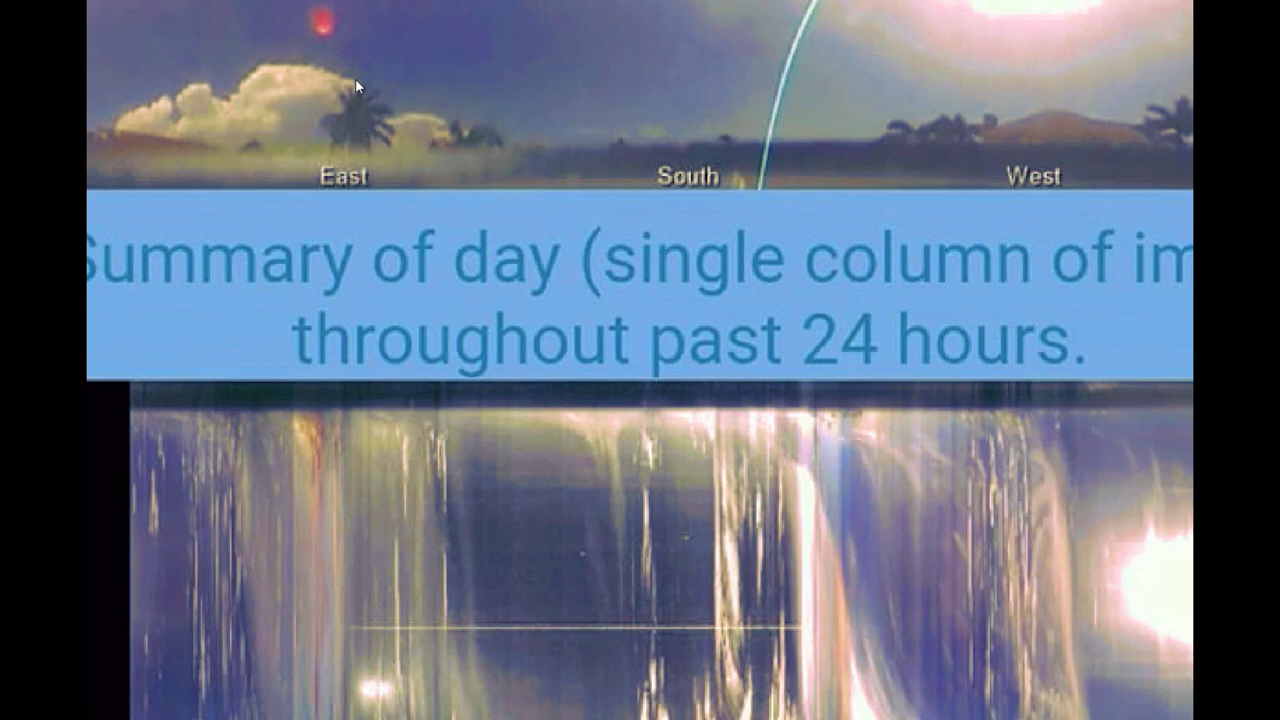 East South West
Summary of day (single column of im
throughout past 24 hours.